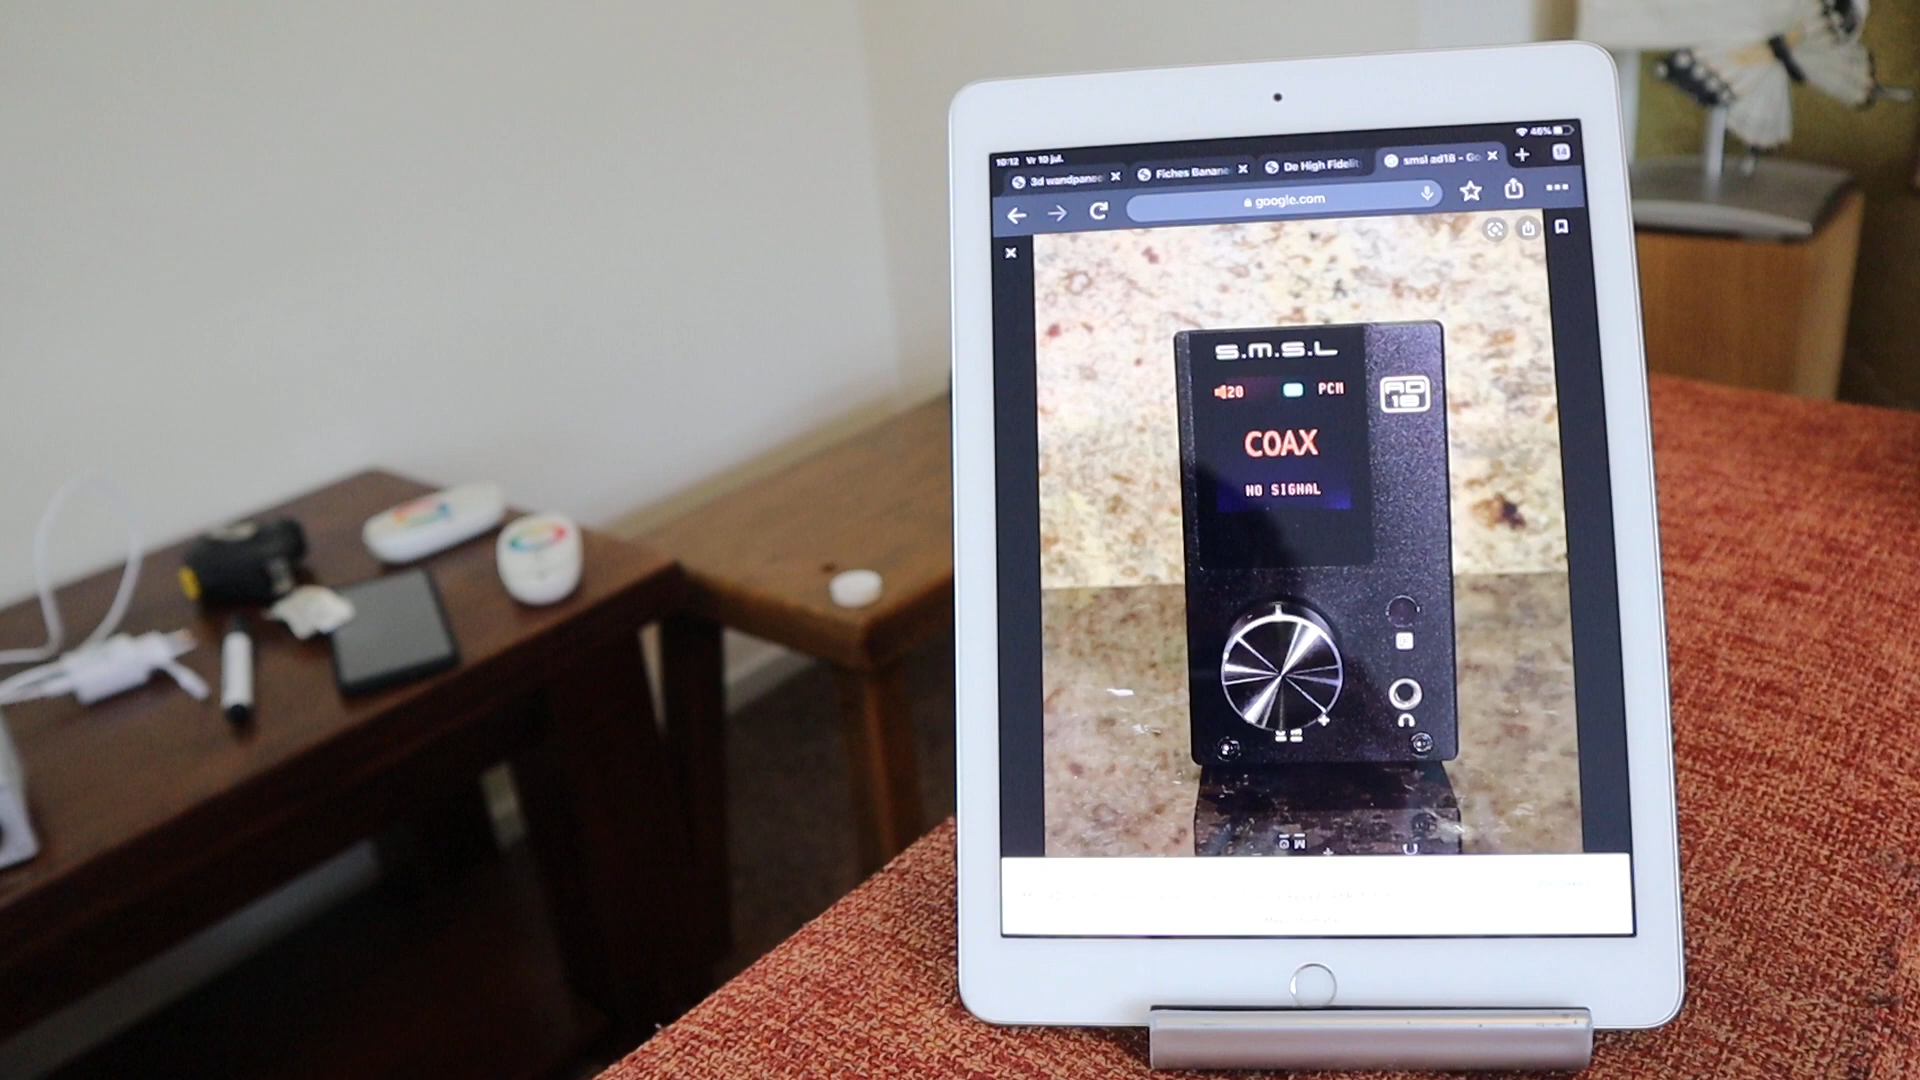 10:12 Vr 10 jul. 46%
3d wandpanee Fiches Banane De High Fidelit smsl ad18 - Go 14
google.com
S.M.S.L
20 PCM
AD
18
COAX
NO SIGNAL